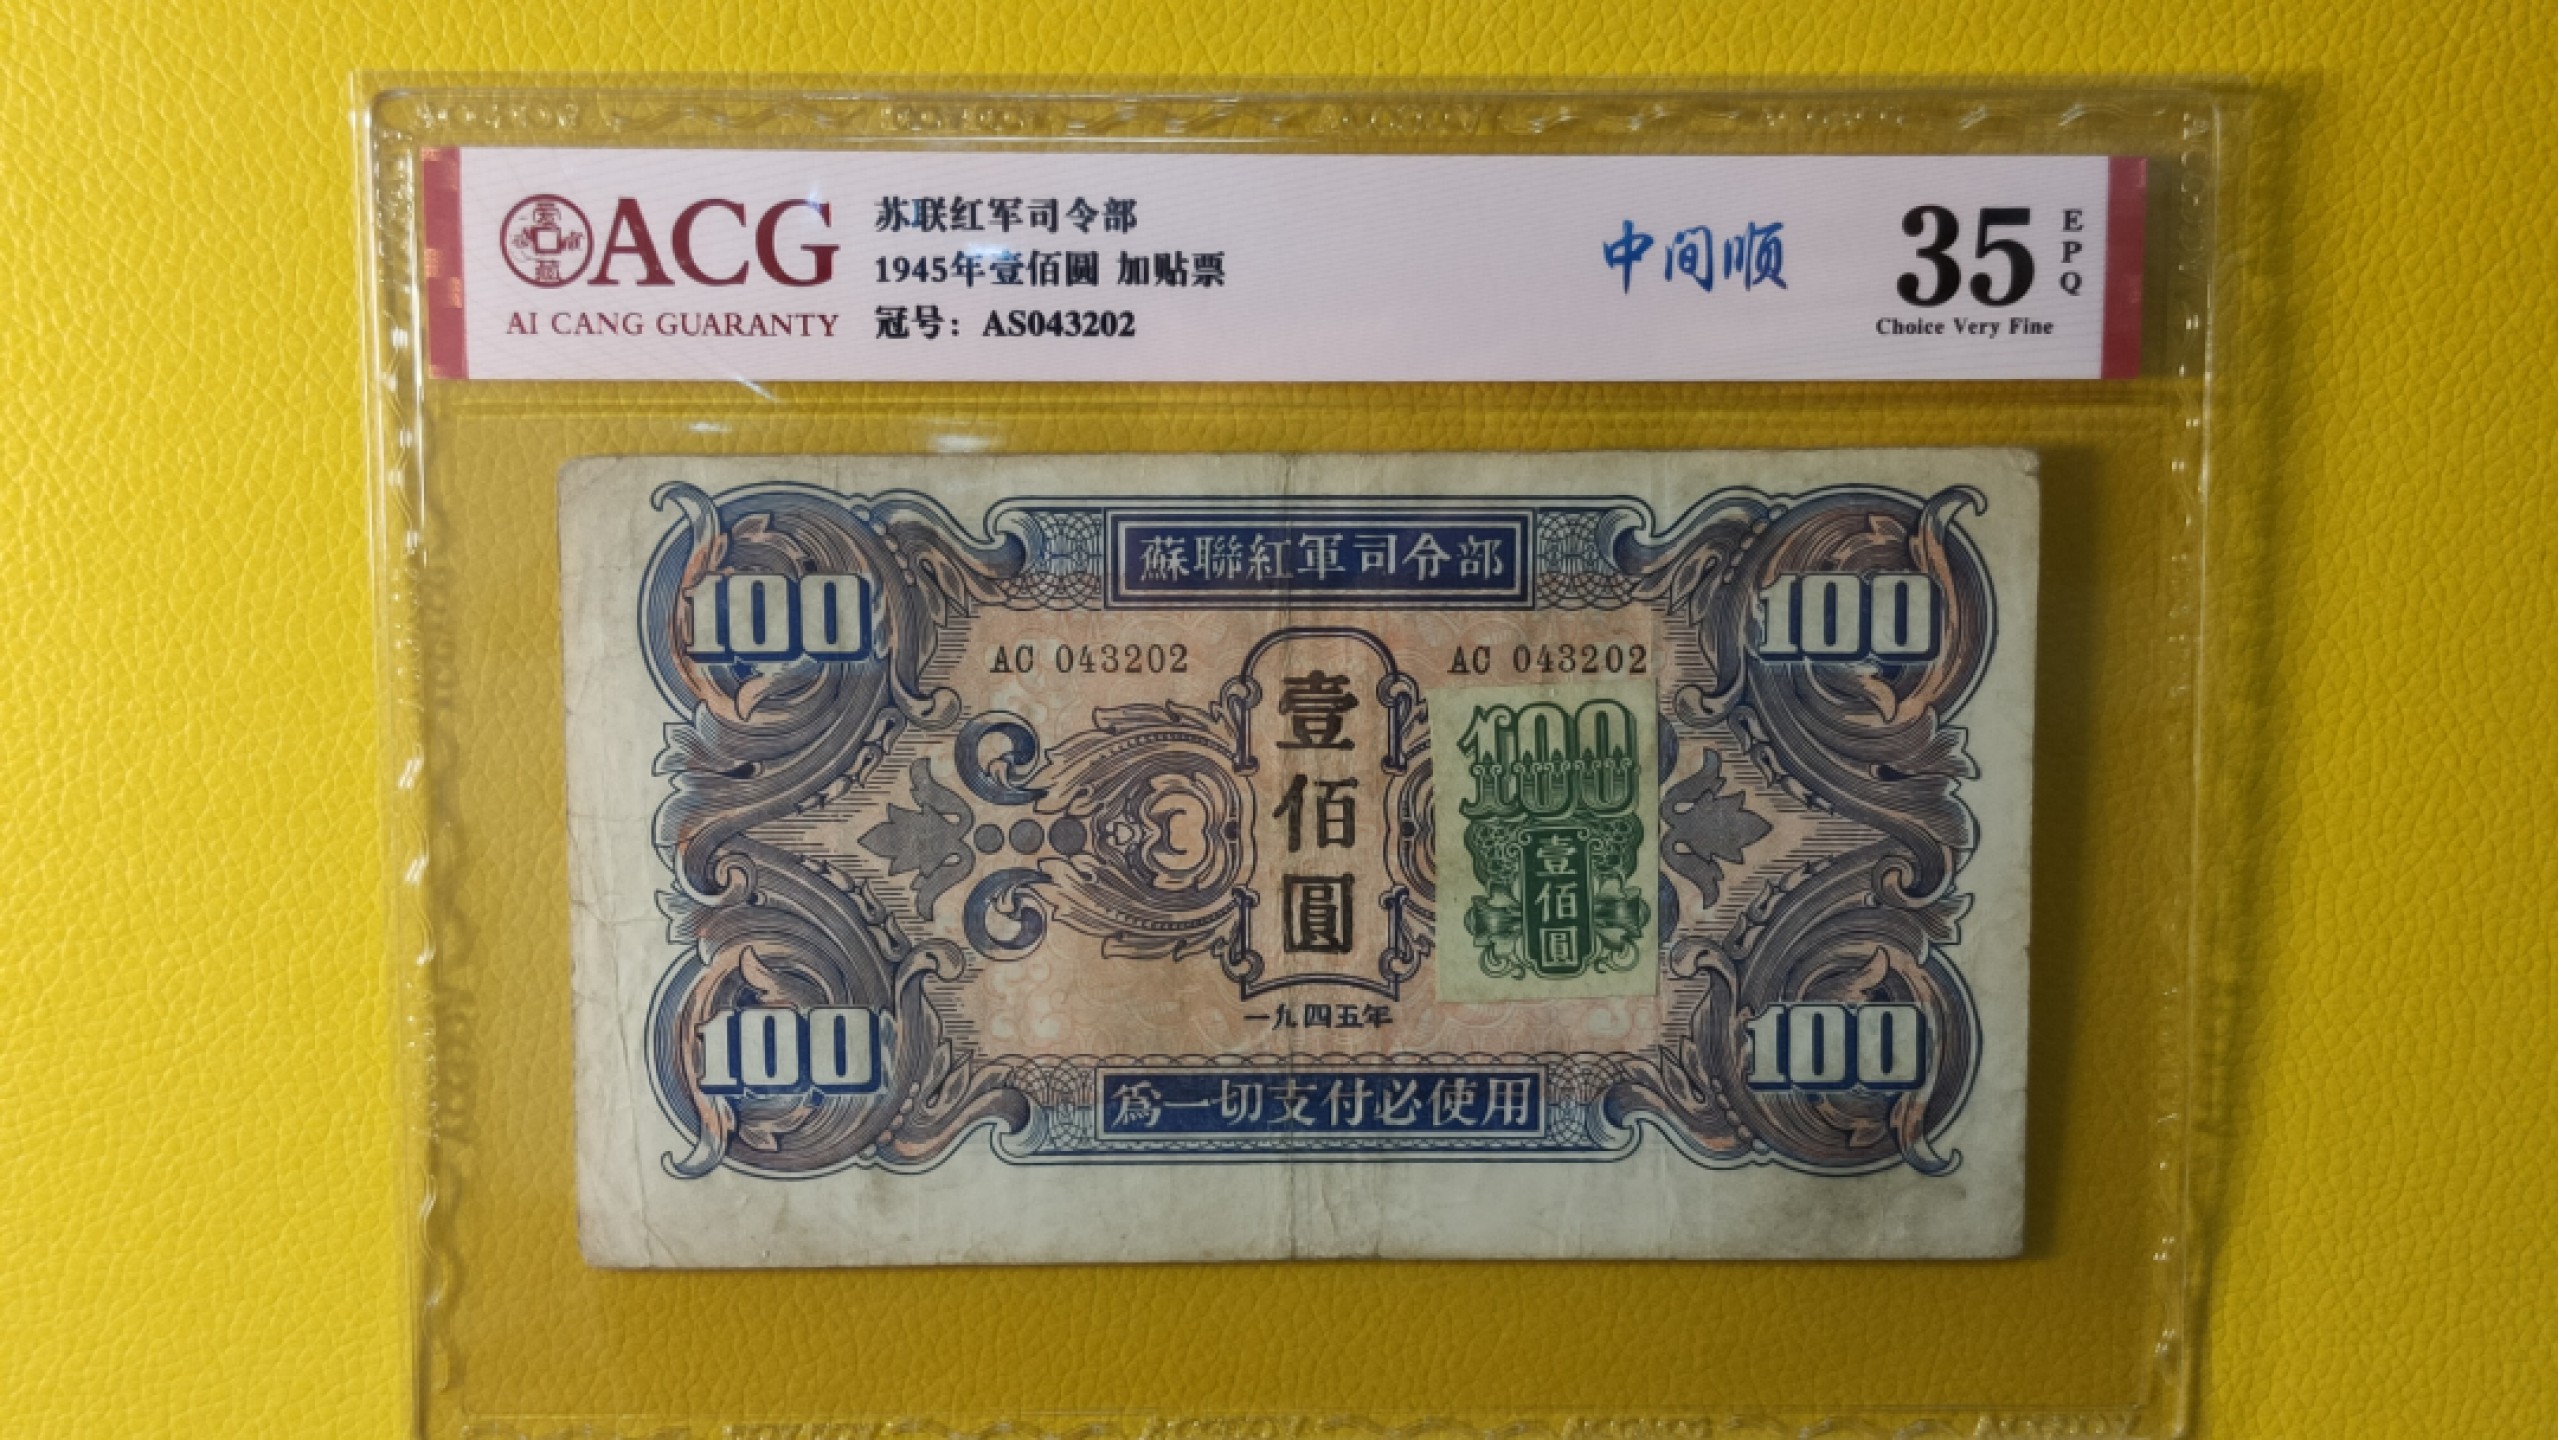 ACG
AI CANG GUARANTY
苏联红军司令部
1945年壹佰圆 加贴票
冠号：AS043202
中间顺
35
EPQ
Choice Very Fine
蘇聯紅軍司令部
100
100
AC 043202
AC 043202
壹佰圓
100
壹佰圓
一九四五年
100
100
爲一切支付必使用